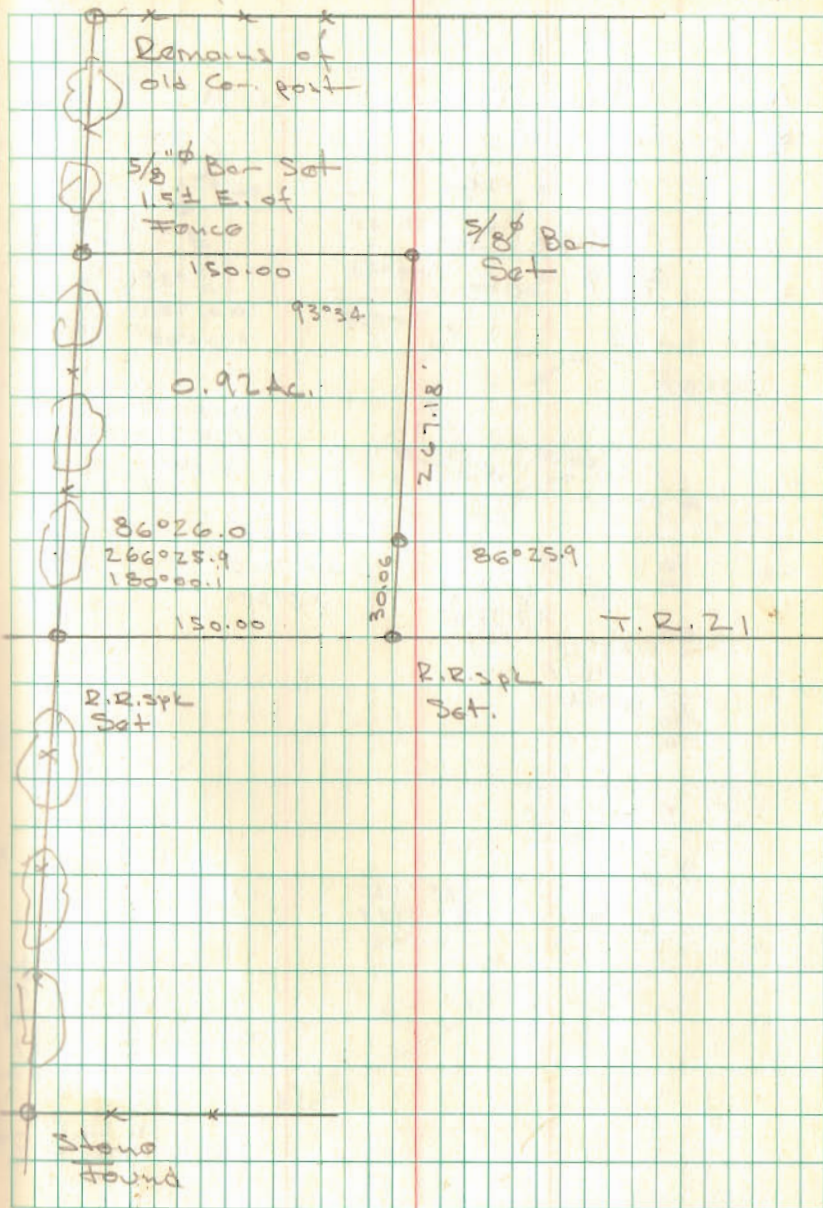 Remains of
old Cor. post
5/8"ϕ Bar Set
1.5'± E. of
Fence
5/8ϕ Bar
Set
150.00
93°34'
0.92 Ac.
267.18'
86°26.0
266°25.9
180°00.1
86°25.9
30.06
150.00
T.R. 21
R.R. spk
Set
R.R. spk
Set.
Stone
Found